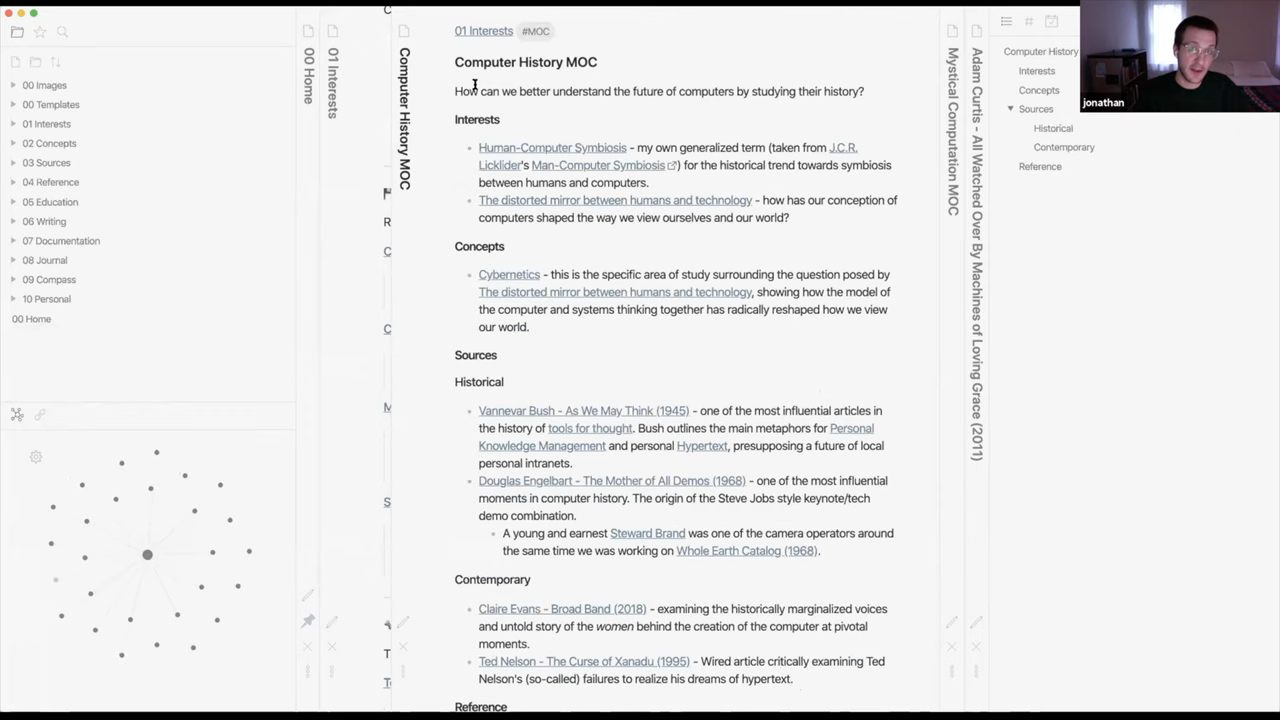 00 Images
00 Templates
01 Interests
02 Concepts
03 Sources
04 Reference
05 Education
06 Writing
07 Documentation
08 Journal
09 Compass
10 Personal
00 Home
00 Home
01 Interests
Computer History MOC
01 Interests #MOC
Computer History MOC
How can we better understand the future of computers by studying their history?
Interests
Human-Computer Symbiosis - my own generalized term (taken from J.C.R.
Licklider's Man-Computer Symbiosis) for the historical trend towards symbiosis
between humans and computers.
The distorted mirror between humans and technology - how has our conception of
computers shaped the way we view ourselves and our world?
Concepts
Cybernetics - this is the specific area of study surrounding the question posed by
The distorted mirror between humans and technology, showing how the model of
the computer and systems thinking together has radically reshaped how we view
our world.
Sources
Historical
Vannevar Bush - As We May Think (1945) - one of the most influential articles in
the history of tools for thought. Bush outlines the main metaphors for Personal
Knowledge Management and personal Hypertext, presupposing a future of local
personal intranets.
Douglas Engelbart - The Mother of All Demos (1968) - one of the most influential
moments in computer history. The origin of the Steve Jobs style keynote/tech
demo combination.
A young and earnest Steward Brand was one of the camera operators around
the same time we was working on Whole Earth Catalog (1968).
Contemporary
Claire Evans - Broad Band (2018) - examining the historically marginalized voices
and untold story of the women behind the creation of the computer at pivotal
moments.
Ted Nelson - The Curse of Xanadu (1995) - Wired article critically examining Ted
Nelson's (so-called) failures to realize his dreams of hypertext.
Reference
Mystical Computation MOC
Adam Curtis - All Watched Over By Machines of Loving Grace (2011)
Computer History
Interests
Concepts
Sources
Historical
Contemporary
Reference
jonathan